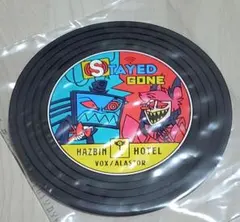 STAYED
GONE
HAZBIN HOTEL
VOX/ALASTOR